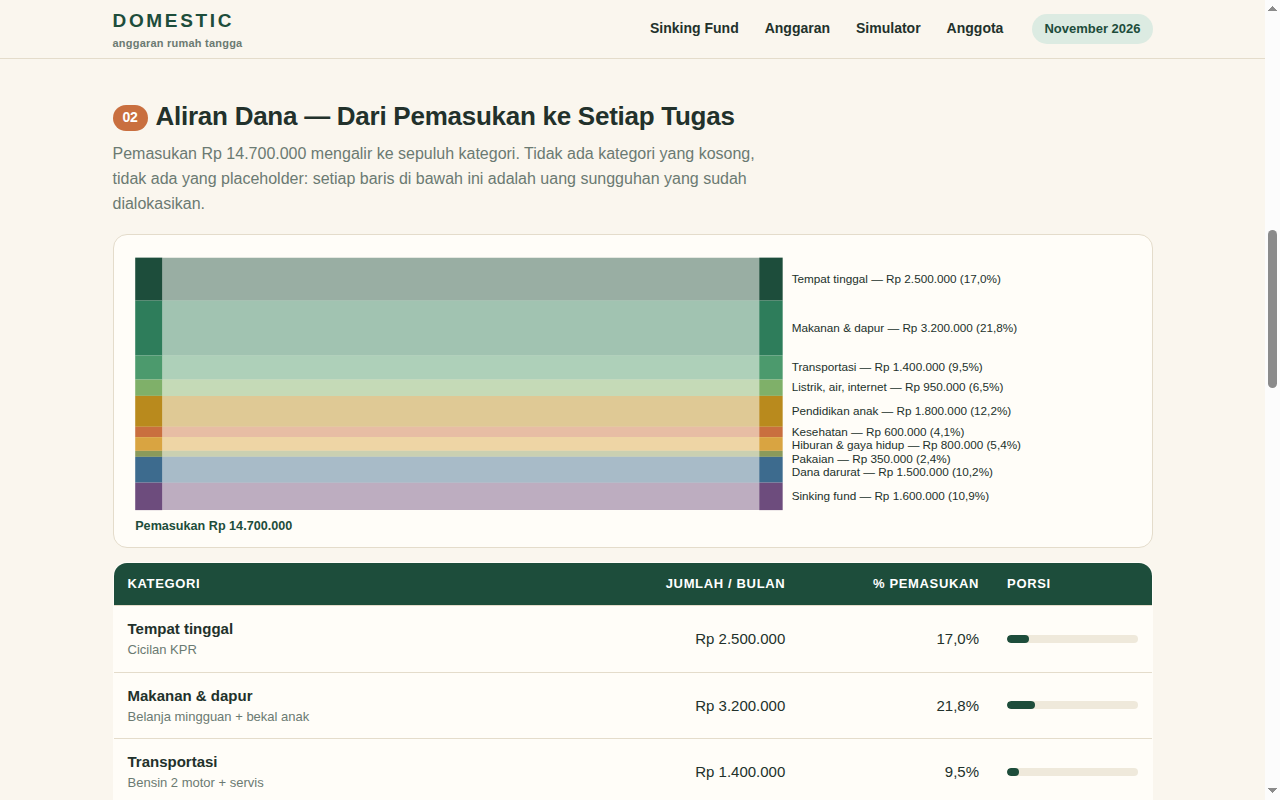 DOMESTIC
anggaran rumah tangga
Sinking Fund
Anggaran
Simulator
Anggota
November 2026
02 Aliran Dana — Dari Pemasukan ke Setiap Tugas
Pemasukan Rp 14.700.000 mengalir ke sepuluh kategori. Tidak ada kategori yang kosong,
tidak ada yang placeholder: setiap baris di bawah ini adalah uang sungguhan yang sudah
dialokasikan.
Tempat tinggal — Rp 2.500.000 (17,0%)
Makanan & dapur — Rp 3.200.000 (21,8%)
Transportasi — Rp 1.400.000 (9,5%)
Listrik, air, internet — Rp 950.000 (6,5%)
Pendidikan anak — Rp 1.800.000 (12,2%)
Kesehatan — Rp 600.000 (4,1%)
Hiburan & gaya hidup — Rp 800.000 (5,4%)
Pakaian — Rp 350.000 (2,4%)
Dana darurat — Rp 1.500.000 (10,2%)
Sinking fund — Rp 1.600.000 (10,9%)
Pemasukan Rp 14.700.000
KATEGORI JUMLAH / BULAN % PEMASUKAN PORSI
Tempat tinggal
Cicilan KPR
Rp 2.500.000 17,0%
Makanan & dapur
Belanja mingguan + bekal anak
Rp 3.200.000 21,8%
Transportasi
Bensin 2 motor + servis
Rp 1.400.000 9,5%